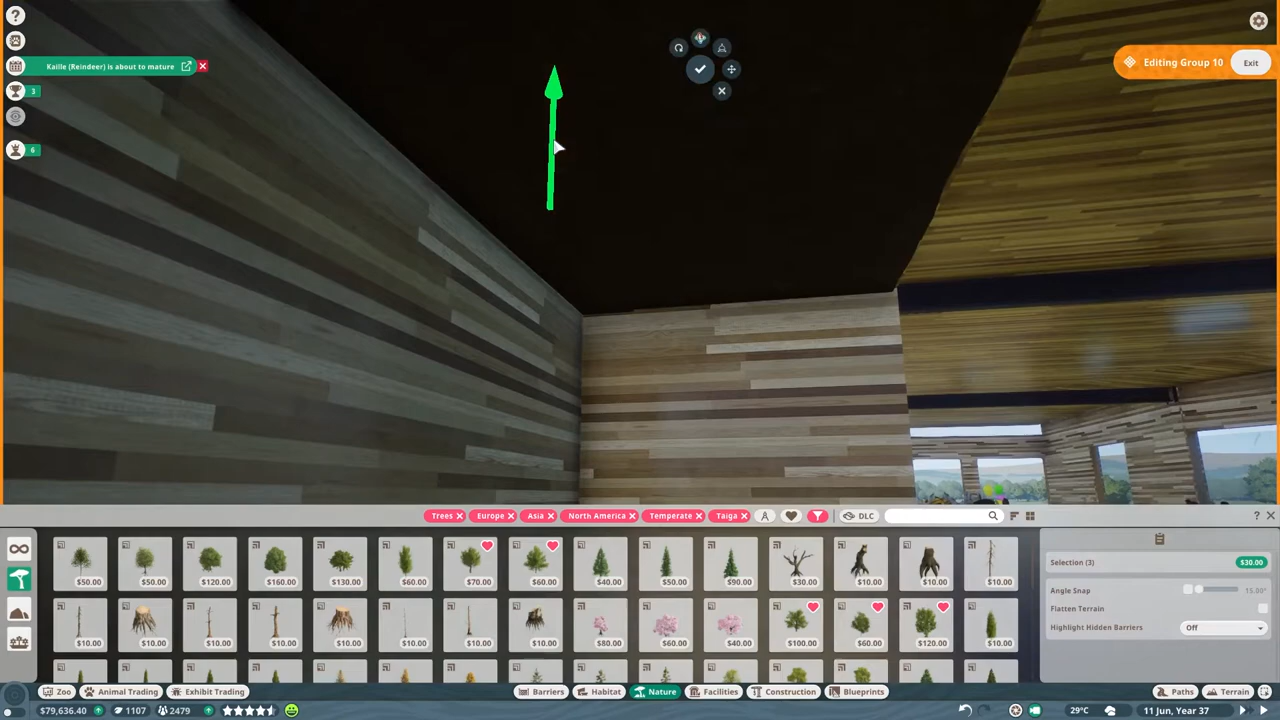 ?
Kaille (Reindeer) is about to mature
3
6
Editing Group 10
Exit
Trees
Europe
Asia
North America
Temperate
Taiga
DLC
?
$50.00
$50.00
$120.00
$160.00
$130.00
$60.00
$70.00
$60.00
$40.00
$50.00
$90.00
$30.00
$10.00
$10.00
$10.00
$10.00
$10.00
$10.00
$10.00
$10.00
$10.00
$10.00
$10.00
$80.00
$60.00
$40.00
$100.00
$60.00
$120.00
$10.00
Selection (3)
$30.00
Angle Snap
15.00°
Flatten Terrain
Highlight Hidden Barriers
Off
Zoo
Animal Trading
Exhibit Trading
Barriers
Habitat
Nature
Facilities
Construction
Blueprints
Paths
Terrain
$79,636.40
1107
2479
29°C
11 Jun, Year 37